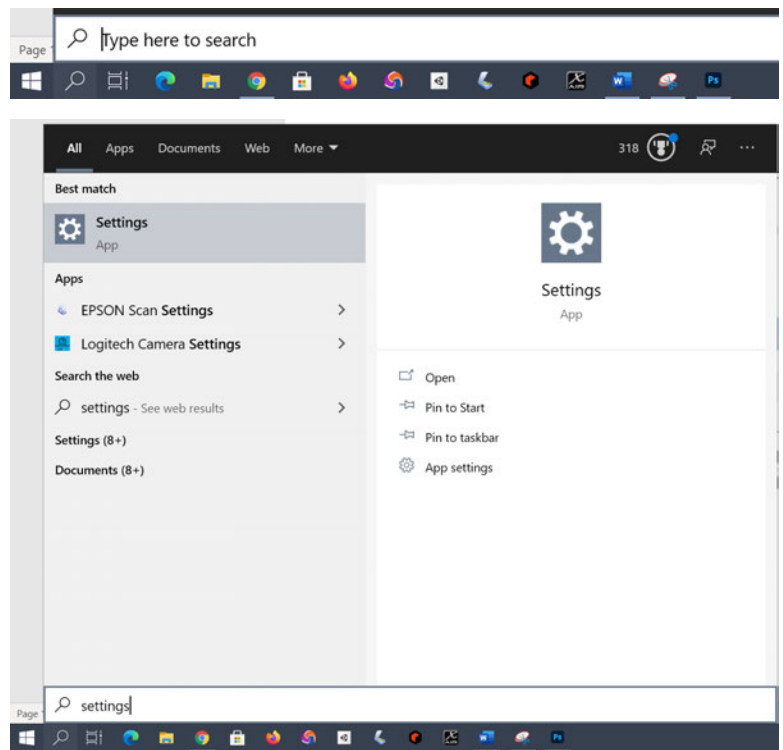 Type here to search
Page
W Ps
All Apps Documents Web More 318 ...
Best match
Settings
App
Apps
EPSON Scan Settings
Logitech Camera Settings
Search the web
settings - See web results
Settings (8+)
Documents (8+)
Settings
App
Open
Pin to Start
Pin to taskbar
App settings
settings
Page